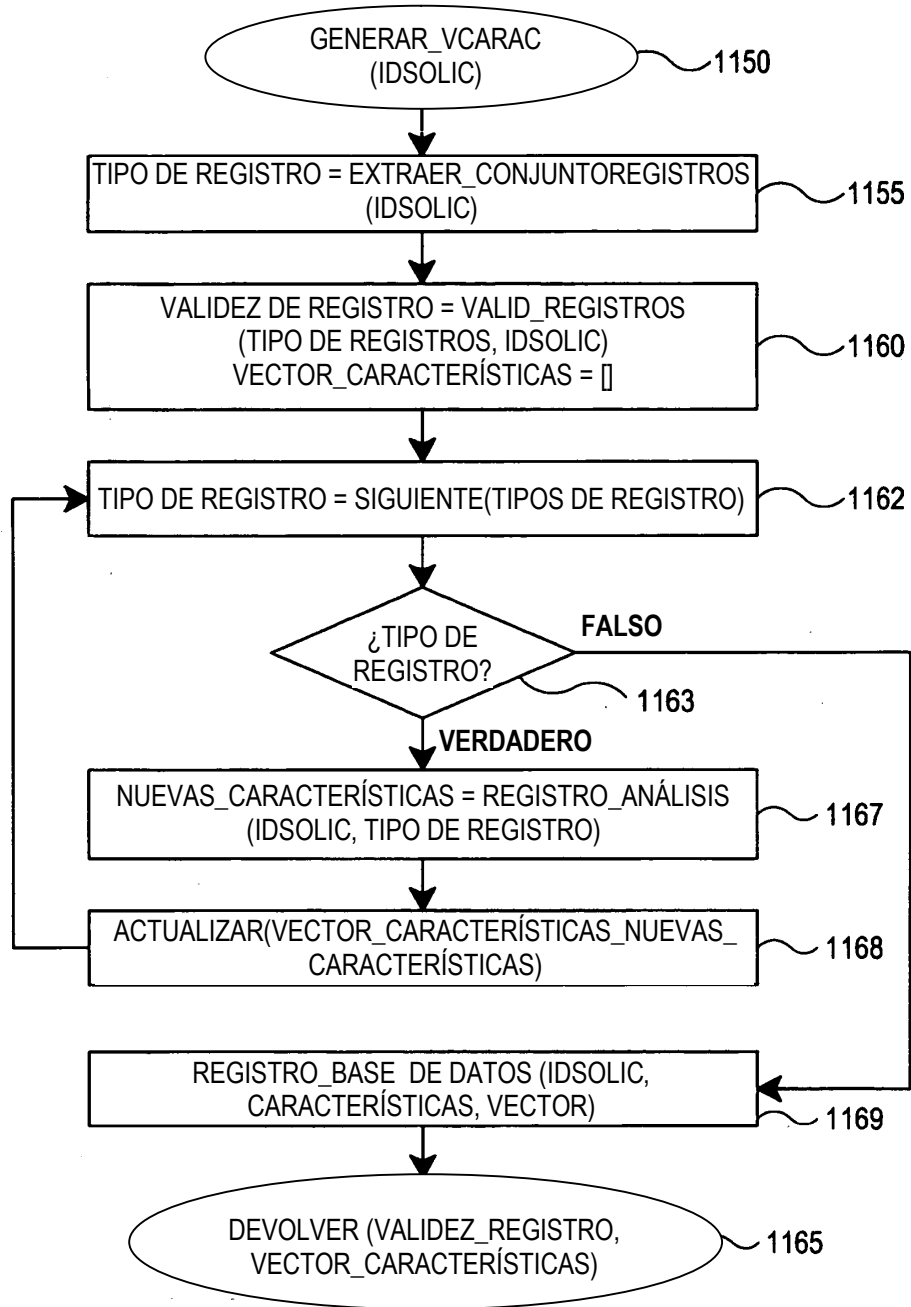 GENERAR_VCARAC
(IDSOLIC)
1150
TIPO DE REGISTRO = EXTRAER_CONJUNTOREGISTROS
(IDSOLIC)
1155
VALIDEZ DE REGISTRO = VALID_REGISTROS
(TIPO DE REGISTROS, IDSOLIC)
VECTOR_CARACTERÍSTICAS = []
1160
TIPO DE REGISTRO = SIGUIENTE(TIPOS DE REGISTRO)
1162
¿TIPO DE
REGISTRO?
FALSO
1163
VERDADERO
NUEVAS_CARACTERÍSTICAS = REGISTRO_ANÁLISIS
(IDSOLIC, TIPO DE REGISTRO)
1167
ACTUALIZAR(VECTOR_CARACTERÍSTICAS_NUEVAS_
CARACTERÍSTICAS)
1168
REGISTRO_BASE DE DATOS (IDSOLIC,
CARACTERÍSTICAS, VECTOR)
1169
DEVOLVER (VALIDEZ_REGISTRO,
VECTOR_CARACTERÍSTICAS)
1165